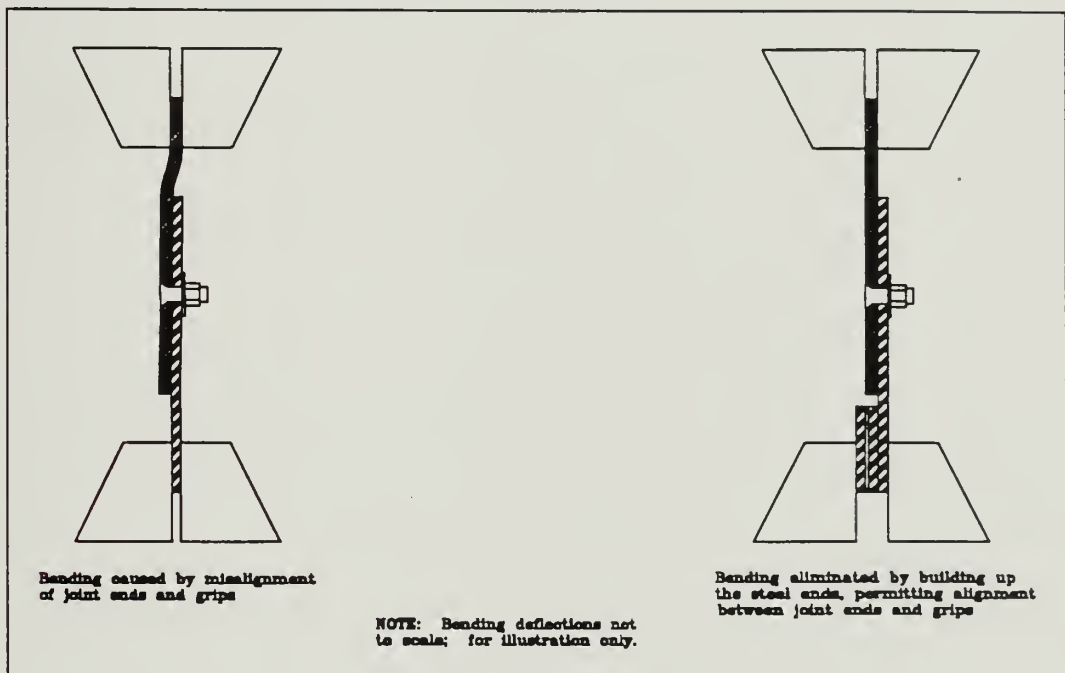 Bending caused by misalignment
of joint ends and grips
Bending eliminated by building up
the steel ends, permitting alignment
between joint ends and grips
NOTE: Bending deflections not
to scale; for illustration only.